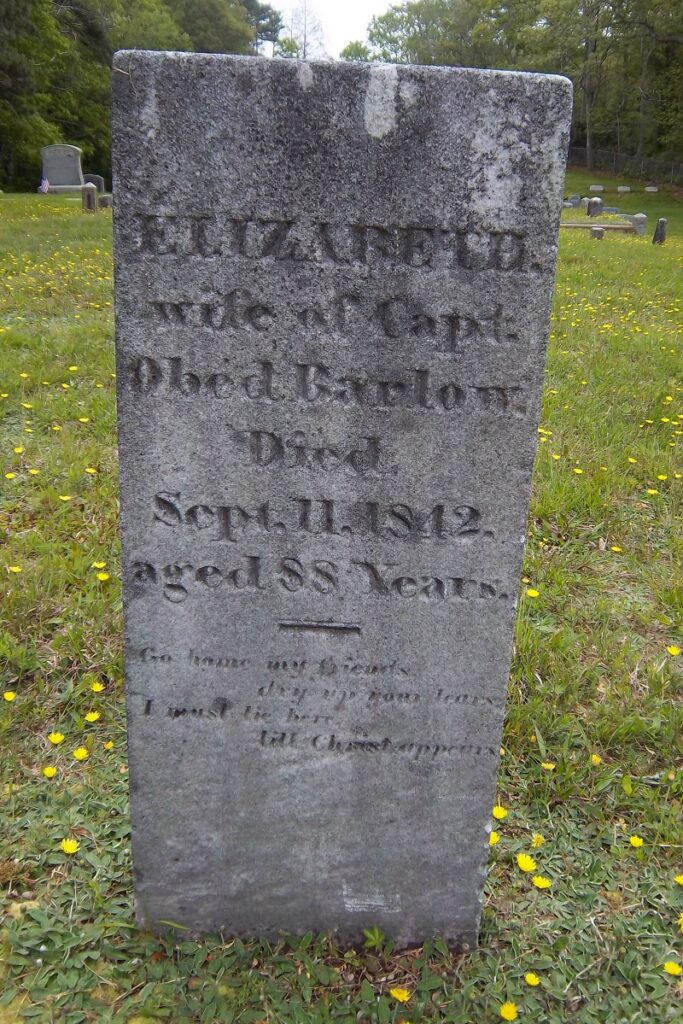 ELIZABETH.
wife of Capt.
Obed Barlow.
Died
Sept. 11, 1842.
aged 88 Years.
Go home my friends
dry up your tears
I must lie here,
till Christ appears